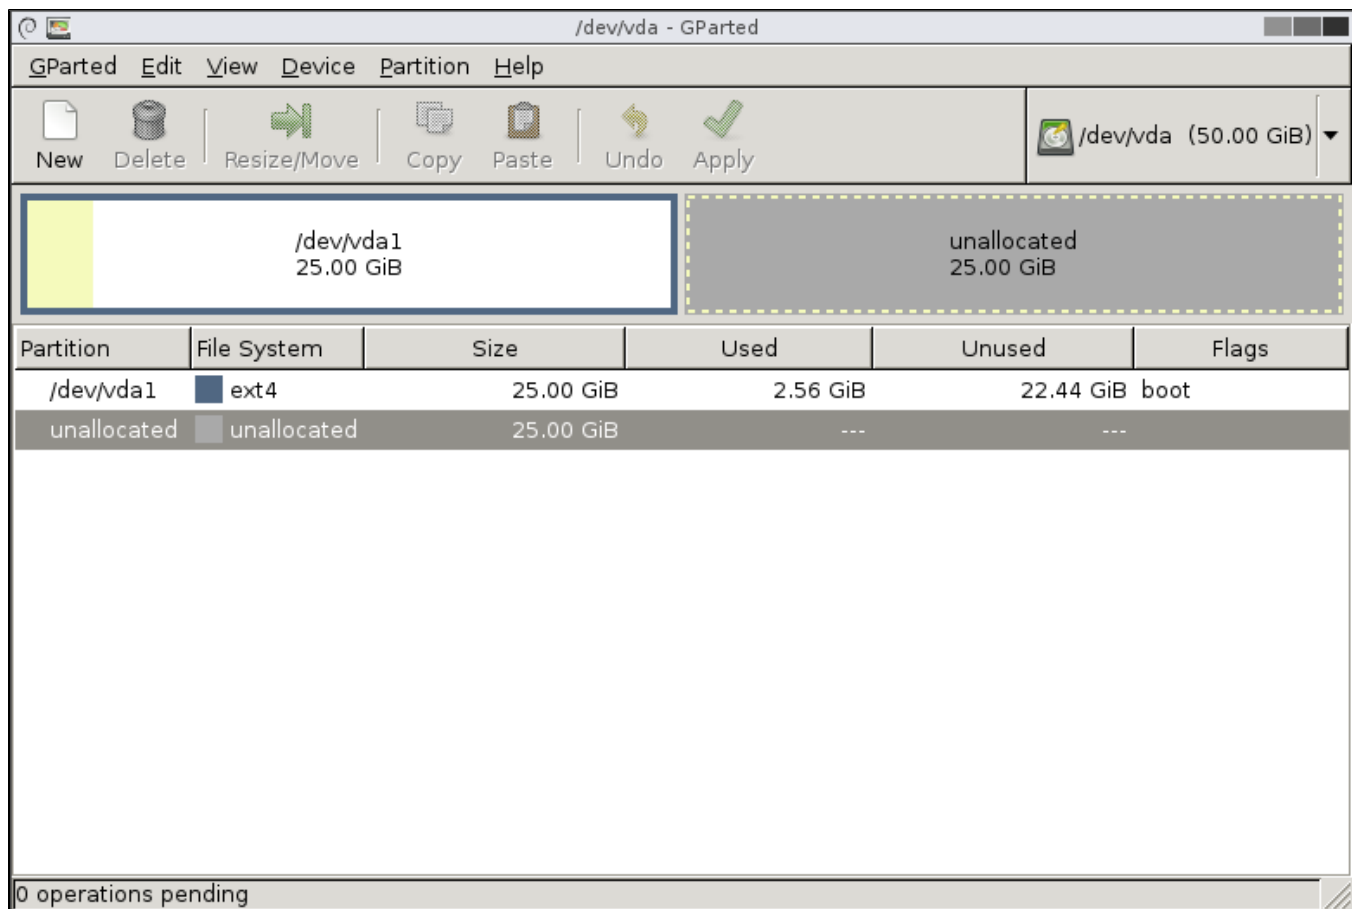 /dev/vda - GParted
GParted Edit View Device Partition Help
New Delete Resize/Move Copy Paste Undo Apply /dev/vda (50.00 GiB)
/dev/vda1 unallocated
25.00 GiB 25.00 GiB
Partition File System Size Used Unused Flags
/dev/vda1 ext4 25.00 GiB 2.56 GiB 22.44 GiB boot
unallocated unallocated 25.00 GiB --- ---
0 operations pending